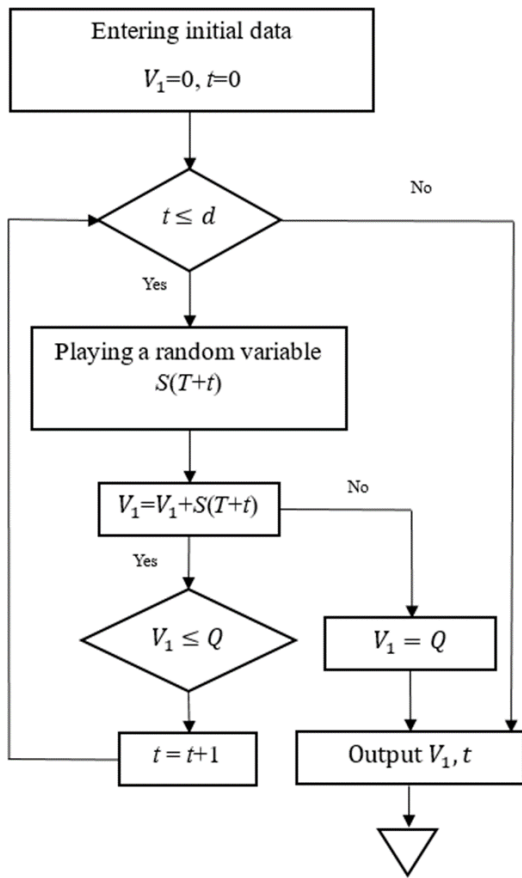 Entering initial data
V₁=0, t=0
t ≤ d
No
Yes
Playing a random variable
S(T+t)
V₁=V₁+S(T+t)
No
Yes
V₁ ≤ Q
V₁ = Q
t = t+1
Output V₁, t